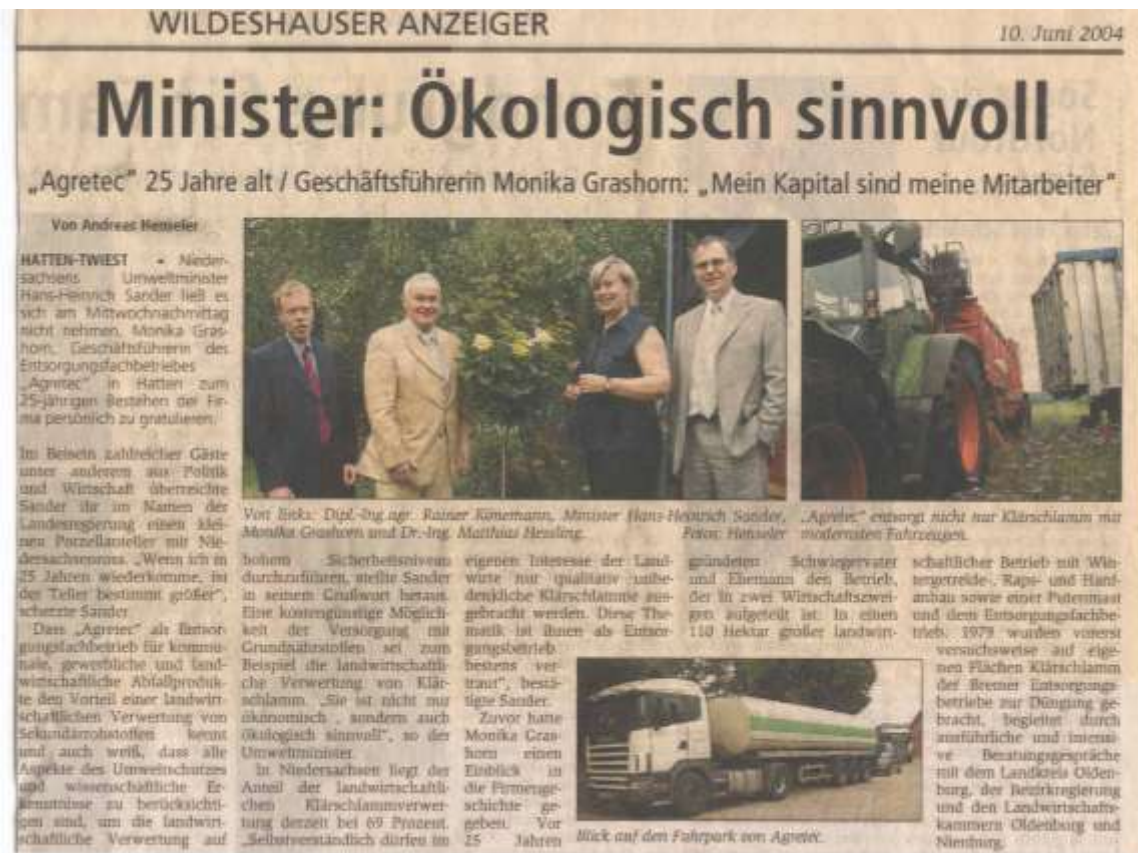 WILDESHAUSER ANZEIGER
10. Juni 2004
Minister: Ökologisch sinnvoll
„Agretec" 25 Jahre alt / Geschäftsführerin Monika Grashorn: „Mein Kapital sind meine Mitarbeiter"
Von Andreas Henseler
HATTEN-TWIEST - Nieder-
sachsens Umweltminister
Hans-Heinrich Sander ließ es
sich am Mittwochnachmittag
nicht nehmen, Monika Gras-
horn, Geschäftsführerin des
Entsorgungsfachbetriebes
„Agretec" in Hatten zum
25-jährigen Bestehen der Fir-
ma persönlich zu gratulieren.
Im Beisein zahlreicher Gäste
unter anderem aus Politik
und Wirtschaft überreichte
Sander ihr im Namen der
Landesregierung einen klei-
nen Porzellanteller mit Nie-
dersachsenross. „Wenn ich in
25 Jahren wiederkomme, ist
der Teller bestimmt größer",
scherzte Sander.
Dass „Agretec" als Entsor-
gungsfachbetrieb für kommu-
nale, gewerbliche und land-
wirtschaftliche Abfallproduk-
te den Vorteil einer landwirt-
schaftlichen Verwertung von
Sekundärrohstoffen kennt
und auch weiß, dass alle
Aspekte des Umweltschutzes
und wissenschaftliche Er-
kenntnisse zu berücksichti-
gen sind, um die landwirt-
schaftliche Verwertung auf
Von links: Dipl.-Ing.agr. Rainer Könemann, Minister Hans-Heinrich Sander,
Monika Grashorn und Dr.-Ing. Matthias Hessling. Fotos: Henseler
„Agretec" entsorgt nicht nur Klärschlamm mit
modernsten Fahrzeugen.
hohem Sicherheitsniveau
durchzuführen, stellte Sander
in seinem Grußwort heraus.
Eine kostengünstige Möglich-
keit der Versorgung mit
Grundnährstoffen sei zum
Beispiel die landwirtschaftli-
che Verwertung von Klär-
schlamm. „Sie ist nicht nur
ökonomisch , sondern auch
ökologisch sinnvoll", so der
Umweltminister.
In Niedersachsen liegt der
Anteil der landwirtschaftli-
chen Klärschlammverwer-
tung derzeit bei 69 Prozent.
„Selbstverständlich dürfen im
eigenen Interesse der Land-
wirte nur qualitativ unbe-
denkliche Klärschlämme aus-
gebracht werden. Diese The-
matik ist ihnen als Entsor-
gungsbetrieb
bestens ver-
traut", bestä-
tigte Sander.
Zuvor hatte
Monika Gras-
horn einen
Einblick in
die Firmenge-
schichte ge-
geben. Vor
25 Jahren
gründeten Schwiegervater
und Ehemann den Betrieb,
der in zwei Wirtschaftszwei-
gen aufgeteilt ist: In einen
110 Hektar großer landwirt-
schaftlicher Betrieb mit Win-
tergetreide-, Raps- und Hanf-
anbau sowie einer Putenmast
und dem Entsorgungsfachbe-
trieb. 1979 wurden vorerst
versuchsweise auf eige-
nen Flächen Klärschlamm
der Bremer Entsorgungs-
betriebe zur Düngung ge-
bracht, begleitet durch
ausführliche und intensi-
ve Beratungsgespräche
mit dem Landkreis Olden-
burg, der Bezirksregierung
und den Landwirtschafts-
kammern Oldenburg und
Nienburg.
Blick auf den Fuhrpark von Agretec.